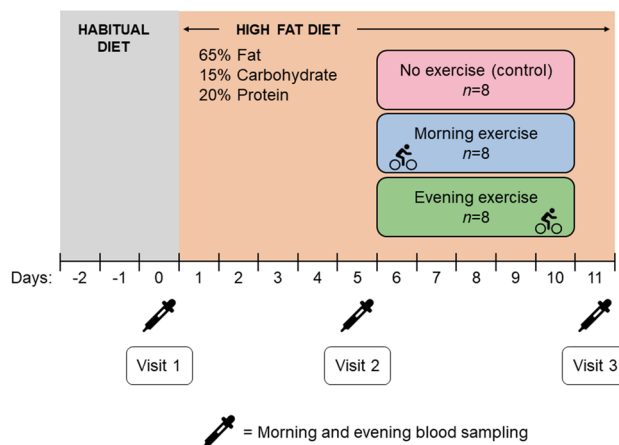 HABITUAL
DIET
HIGH FAT DIET
65% Fat
15% Carbohydrate
20% Protein
No exercise (control)
n=8
Morning exercise
n=8
Evening exercise
n=8
Days: -2 -1 0 1 2 3 4 5 6 7 8 9 10 11
Visit 1 Visit 2 Visit 3
= Morning and evening blood sampling